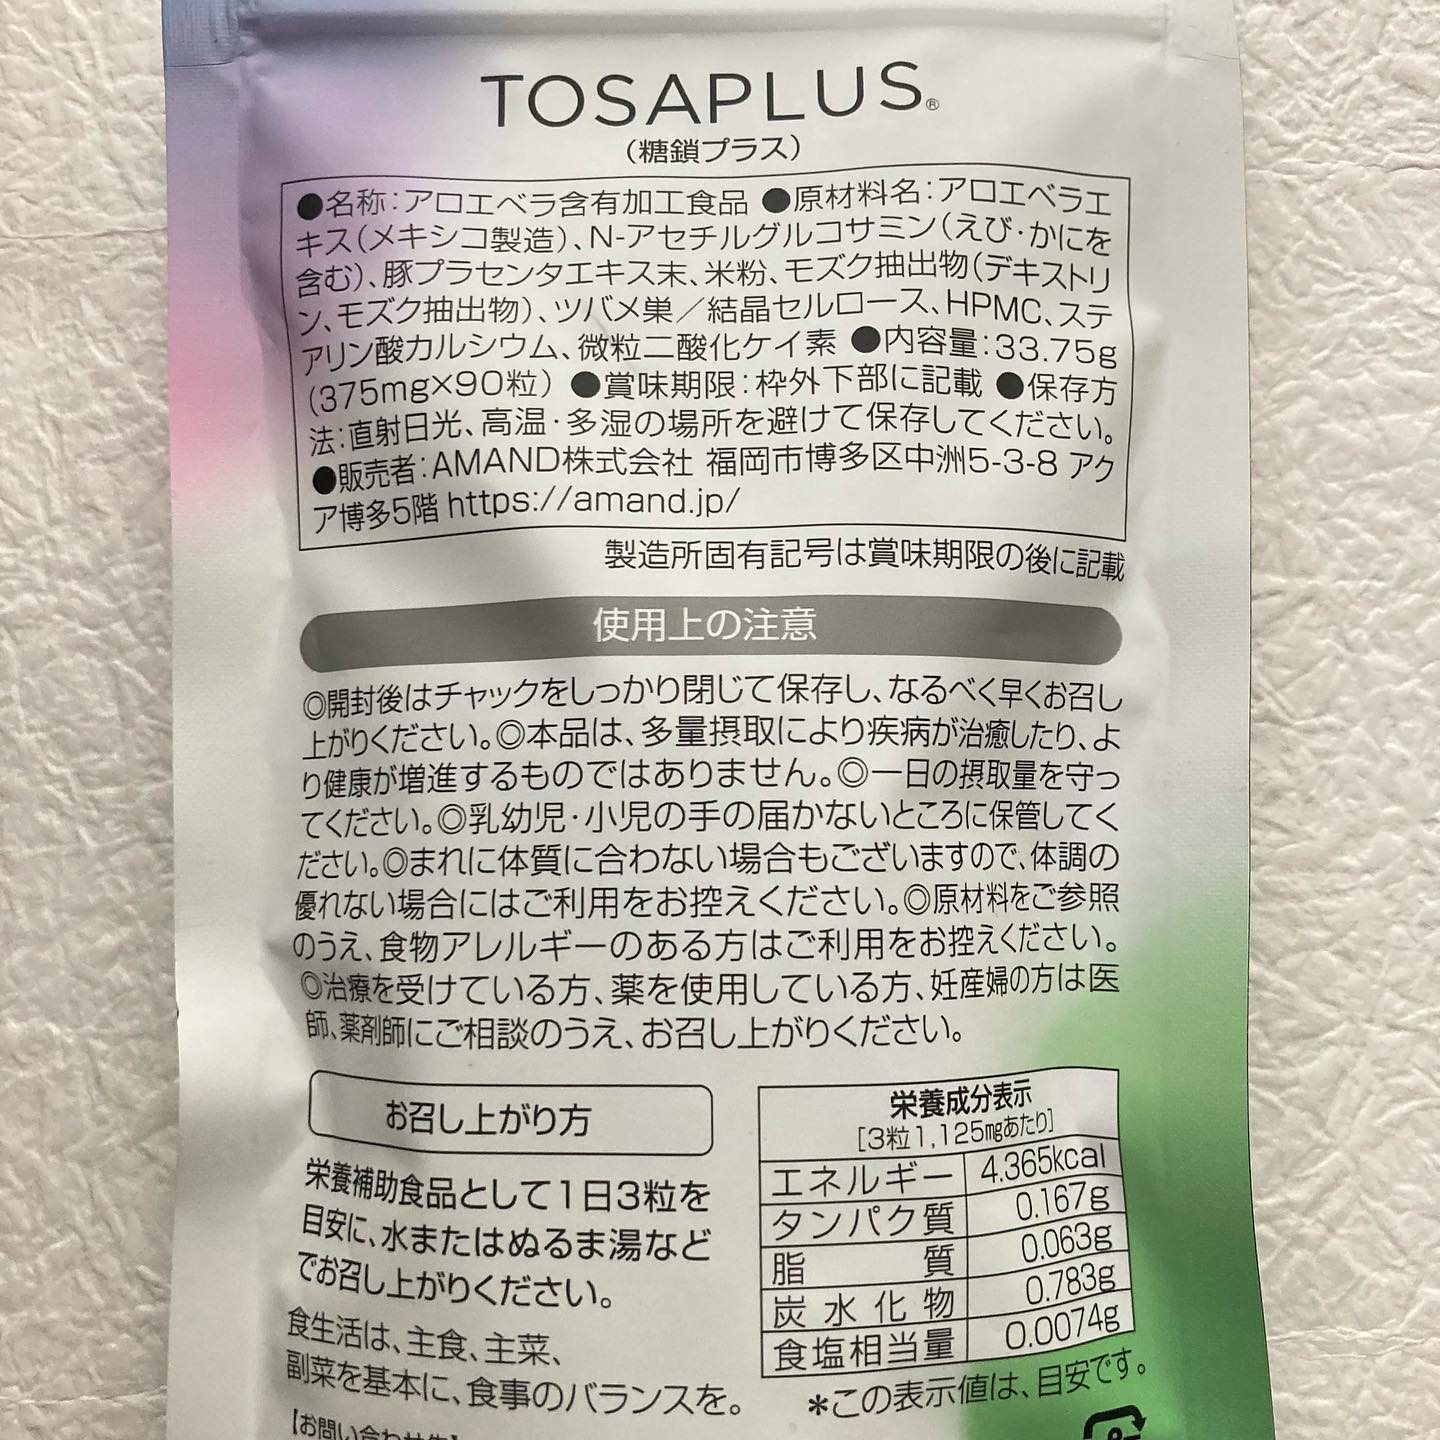 TOSAPLUS®
(糖鎖プラス)
●名称:アロエベラ含有加工食品 ●原材料名:アロエベラエ
キス(メキシコ製造)、N-アセチルグルコサミン(えび・かにを
含む)、豚プラセンタエキス末、米粉、モズク抽出物(デキストリ
ン、モズク抽出物)、ツバメ巣/結晶セルロース、HPMC、ステ
アリン酸カルシウム、微粒二酸化ケイ素 ●内容量:33.75g
(375mg×90粒) ●賞味期限:枠外下部に記載 ●保存方
法:直射日光、高温・多湿の場所を避けて保存してください。
●販売者:AMAND株式会社 福岡市博多区中洲5-3-8 アク
ア博多5階 https://amand.jp/
製造所固有記号は賞味期限の後に記載
使用上の注意
◎開封後はチャックをしっかり閉じて保存し、なるべく早くお召し
上がりください。◎本品は、多量摂取により疾病が治癒したり、よ
り健康が増進するものではありません。◎一日の摂取量を守っ
てください。◎乳幼児・小児の手の届かないところに保管してく
ださい。◎まれに体質に合わない場合もございますので、体調の
優れない場合にはご利用をお控えください。◎原材料をご参照
のうえ、食物アレルギーのある方はご利用をお控えください。
◎治療を受けている方、薬を使用している方、妊産婦の方は医
師、薬剤師にご相談のうえ、お召し上がりください。
お召し上がり方
栄養補助食品として1日3粒を
目安に、水またはぬるま湯など
でお召し上がりください。
食生活は、主食、主菜、
副菜を基本に、食事のバランスを。
栄養成分表示
[3粒1,125mgあたり]
エネルギー 4.365kcal
タンパク質 0.167g
脂質 0.063g
炭水化物 0.783g
食塩相当量 0.0074g
*この表示値は、目安です。
【お問い合わせ先】